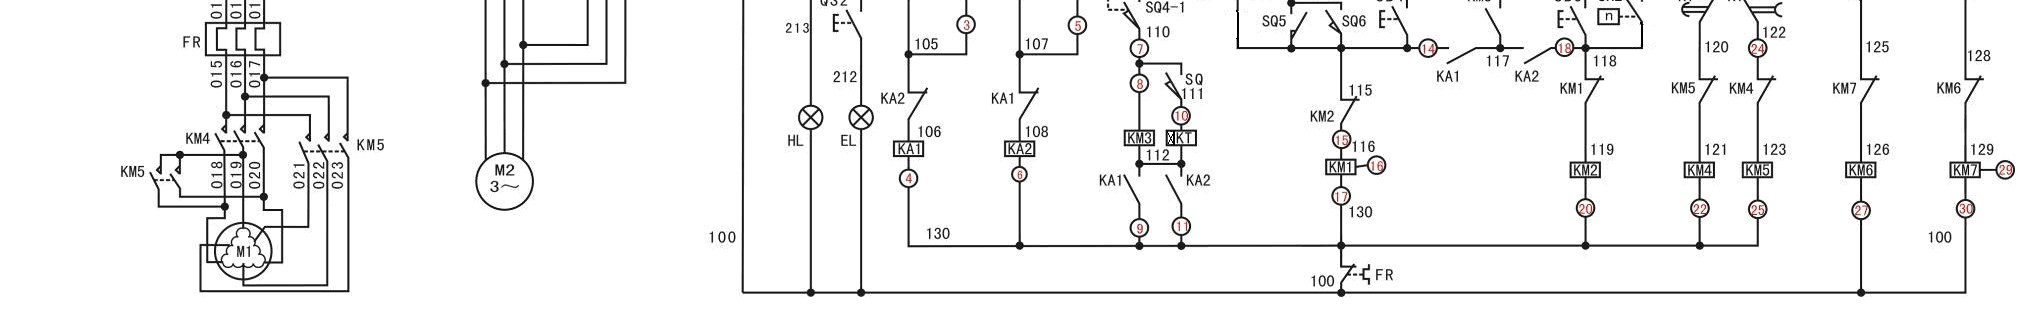 SQ4-1
213
3
5
SQ5
SQ6
110
122
FR
105
107
7
14
117
18
118
120
24
125
128
015
016
017
212
8
SQ
111
KA1
KA2
115
KA2
KA1
10
KM2
KM1
KM5
KM4
KM7
KM6
HL
EL
106
108
KM3
KT
15
116
KM4
KM5
KA1
KA2
112
KM1
16
119
121
123
126
129
KM2
KM4
KM5
KM6
KM7
29
KM5
018
019
020
021
022
023
M2
3～
4
6
KA1
KA2
17
130
20
22
25
27
30
9
11
100
130
100
M1
100
FR
n